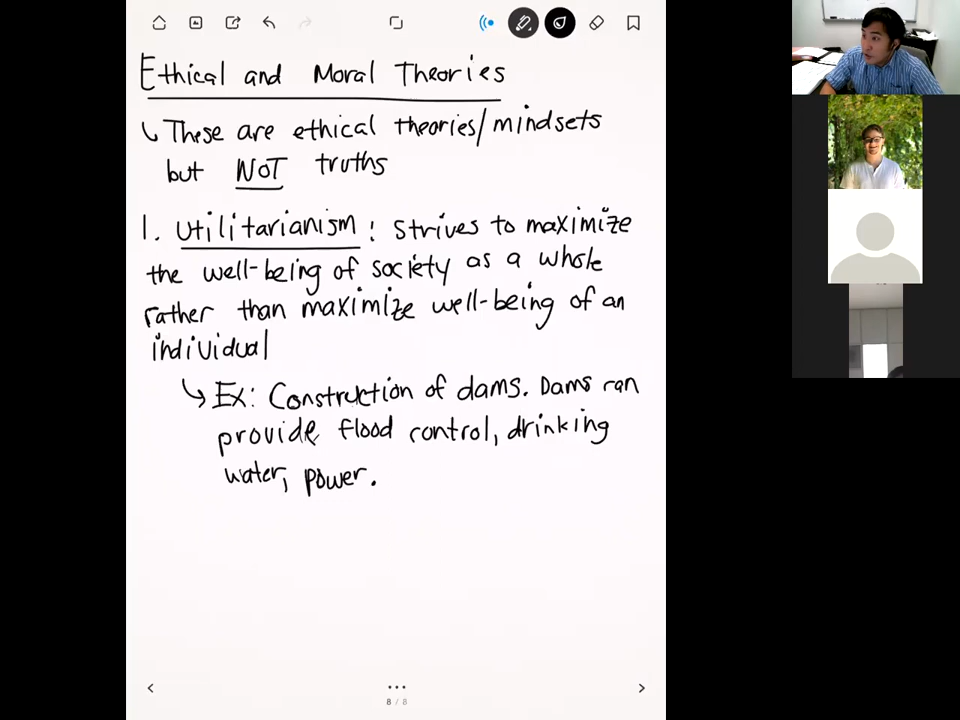 Ethical and Moral Theories
These are ethical theories/mindsets
but NOT truths
1. Utilitarianism: Strives to maximize
the well-being of society as a whole
rather than maximize well-being of an
individual
Ex: Construction of dams. Dams can
provide flood control, drinking
water, power.
8 / 8